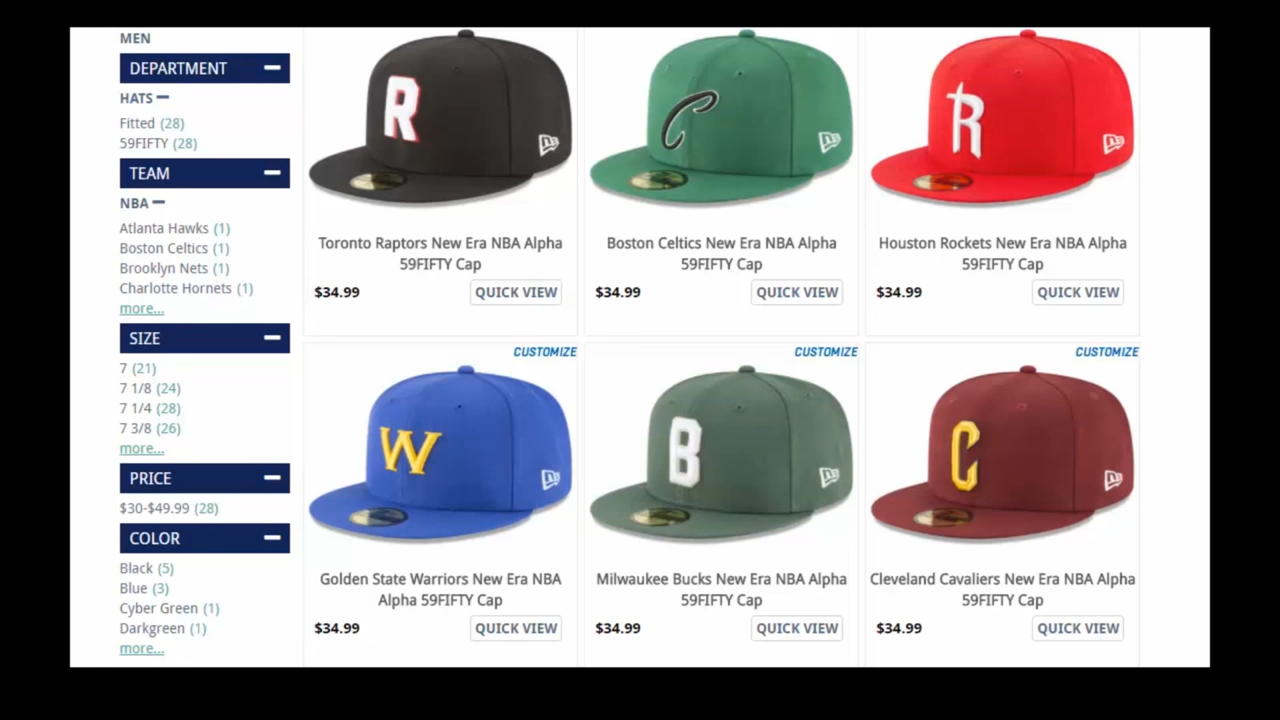 MEN
DEPARTMENT
HATS
Fitted (28)
59FIFTY (28)
TEAM
NBA
Atlanta Hawks (1)
Boston Celtics (1)
Brooklyn Nets (1)
Charlotte Hornets (1)
more...
SIZE
7 (21)
7 1/8 (24)
7 1/4 (28)
7 3/8 (26)
more...
PRICE
$30-$49.99 (28)
COLOR
Black (5)
Blue (3)
Cyber Green (1)
Darkgreen (1)
more...
R
C
R
Toronto Raptors New Era NBA Alpha
59FIFTY Cap
$34.99
QUICK VIEW
Boston Celtics New Era NBA Alpha
59FIFTY Cap
$34.99
QUICK VIEW
Houston Rockets New Era NBA Alpha
59FIFTY Cap
$34.99
QUICK VIEW
CUSTOMIZE
CUSTOMIZE
CUSTOMIZE
W
B
C
Golden State Warriors New Era NBA
Alpha 59FIFTY Cap
$34.99
QUICK VIEW
Milwaukee Bucks New Era NBA Alpha
59FIFTY Cap
$34.99
QUICK VIEW
Cleveland Cavaliers New Era NBA Alpha
59FIFTY Cap
$34.99
QUICK VIEW